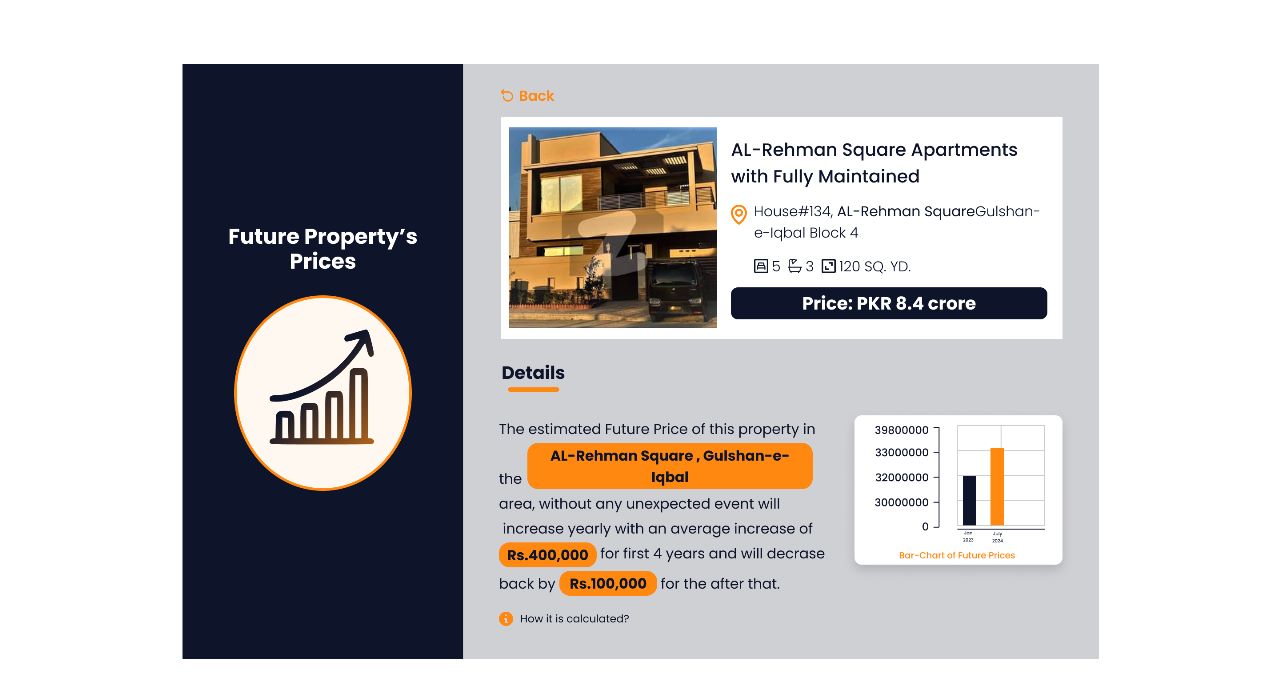 Future Property’s
Prices
Back
AL-Rehman Square Apartments
with Fully Maintained
House#134, AL-Rehman SquareGulshan-
e-Iqbal Block 4
5 3 120 SQ. YD.
Price: PKR 8.4 crore
Details
The estimated Future Price of this property in
the AL-Rehman Square , Gulshan-e-
Iqbal
area, without any unexpected event will
increase yearly with an average increase of
Rs.400,000 for first 4 years and will decrase
back by Rs.100,000 for the after that.
How it is calculated?
39800000
33000000
32000000
30000000
0
Jan July
2023 2024
Bar-Chart of Future Prices
Z